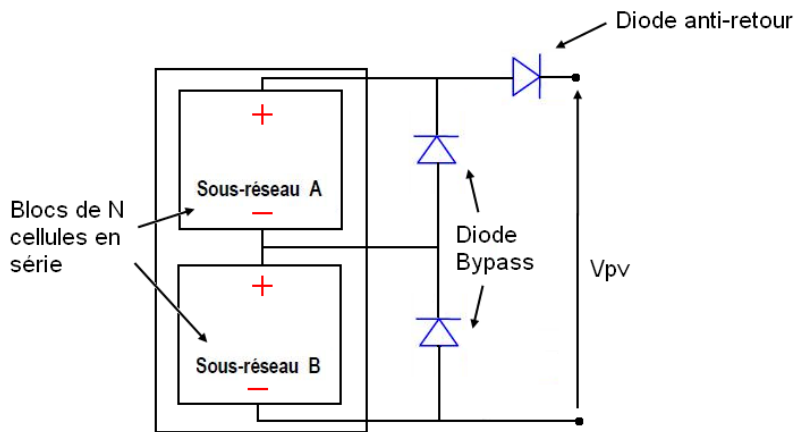 Diode anti-retour
+
Sous-réseau A
−
Blocs de N
cellules en
série
Diode
Bypass
Vpv
+
Sous-réseau B
−